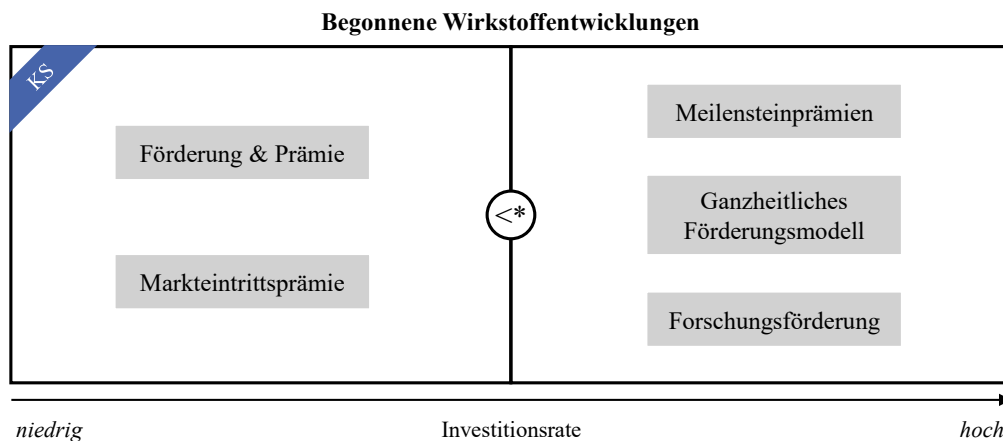 Begonnene Wirkstoffentwicklungen
KS
Förderung & Prämie
Markteintrittsprämie
<*
Meilensteinprämien
Ganzheitliches
Förderungsmodell
Forschungsförderung
niedrig
Investitionsrate
hoch